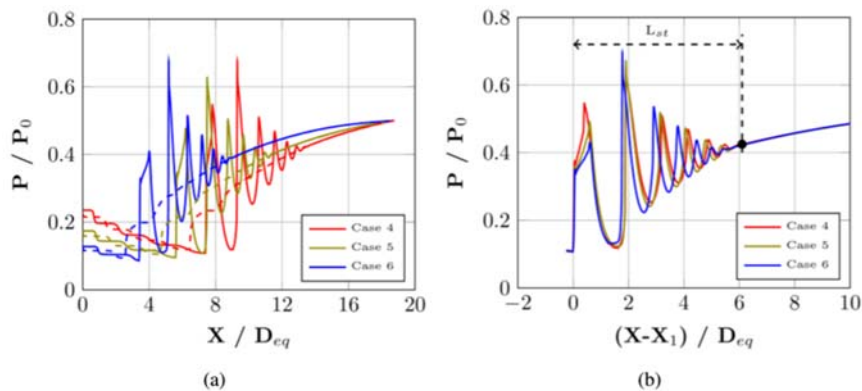 0.8
0.6
0.4
0.2
0
P / P0
0 4 8 12 16 20
X / Deq
Case 4
Case 5
Case 6
(a)
0.8
0.6
0.4
0.2
0
P / P0
Lst
−2 0 2 4 6 8 10
(X-X1) / Deq
Case 4
Case 5
Case 6
(b)